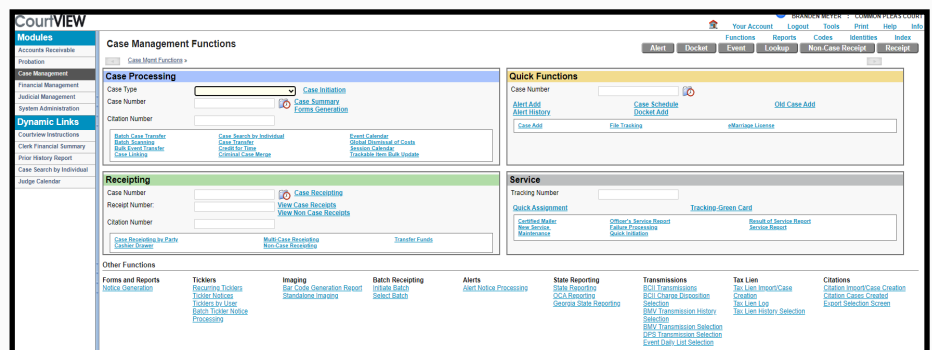 CourtVIEW
BRANDEN MEYER : COMMON PLEAS COURT
Your Account Logout Tools Print Help Info
Modules
Accounts Receivable
Probation
Case Management
Financial Management
Judicial Management
System Administration
Dynamic Links
Courtview Instructions
Clerk Financial Summary
Prior History Report
Case Search by Individual
Judge Calendar
Functions Reports Codes Identities Index
Case Management Functions
Alert Docket Event Lookup Non-Case Receipt Receipt
Case Mgmt Functions >
Case Processing
Case Type Case Initiation
Case Number Case Summary
Forms Generation
Citation Number
Batch Case Transfer Case Search by Individual Event Calendar
Batch Scanning Case Transfer Global Dismissal of Costs
Bulk Event Transfer Credit for Time Session Calendar
Case Linking Criminal Case Merge Trackable Item Bulk Update
Quick Functions
Case Number
Alert Add Case Schedule Old Case Add
Alert History Docket Add
Case Add File Tracking eMarriage License
Receipting
Case Number Case Receipting
Receipt Number: View Case Receipts
View Non Case Receipts
Citation Number
Case Receipting by Party Multi-Case Receipting Transfer Funds
Cashier Drawer Non-Case Receipting
Service
Tracking Number
Quick Assignment Tracking-Green Card
Certified Mailer Officer's Service Report Result of Service Report
New Service Failure Processing Service Report
Maintenance Quick Initiation
Other Functions
Forms and Reports
Notice Generation
Ticklers
Recurring Ticklers
Tickler Notices
Ticklers by User
Batch Tickler Notice
Processing
Imaging
Bar Code Generation Report
Standalone Imaging
Batch Receipting
Initiate Batch
Select Batch
Alerts
Alert Notice Processing
State Reporting
State Reporting
OCA Reporting
Georgia State Reporting
Transmissions
BCII Transmissions
BCII Charge Disposition
Selection
BMV Transmission History
Selection
BMV Transmission Selection
DPS Transmission Selection
Event Daily List Selection
Tax Lien
Tax Lien Import/Case
Creation
Tax Lien Log
Tax Lien History Selection
Citations
Citation Import/Case Creation
Citation Cases Created
Export Selection Screen